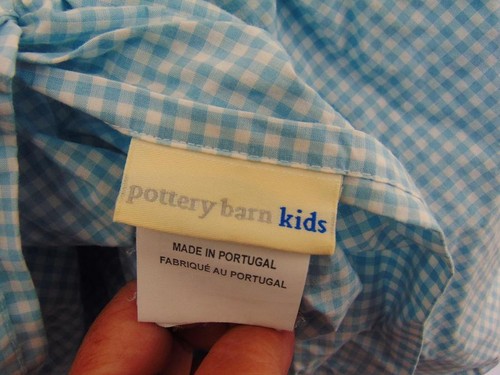 pottery barn kids
MADE IN PORTUGAL
FABRIQUÉ AU PORTUGAL